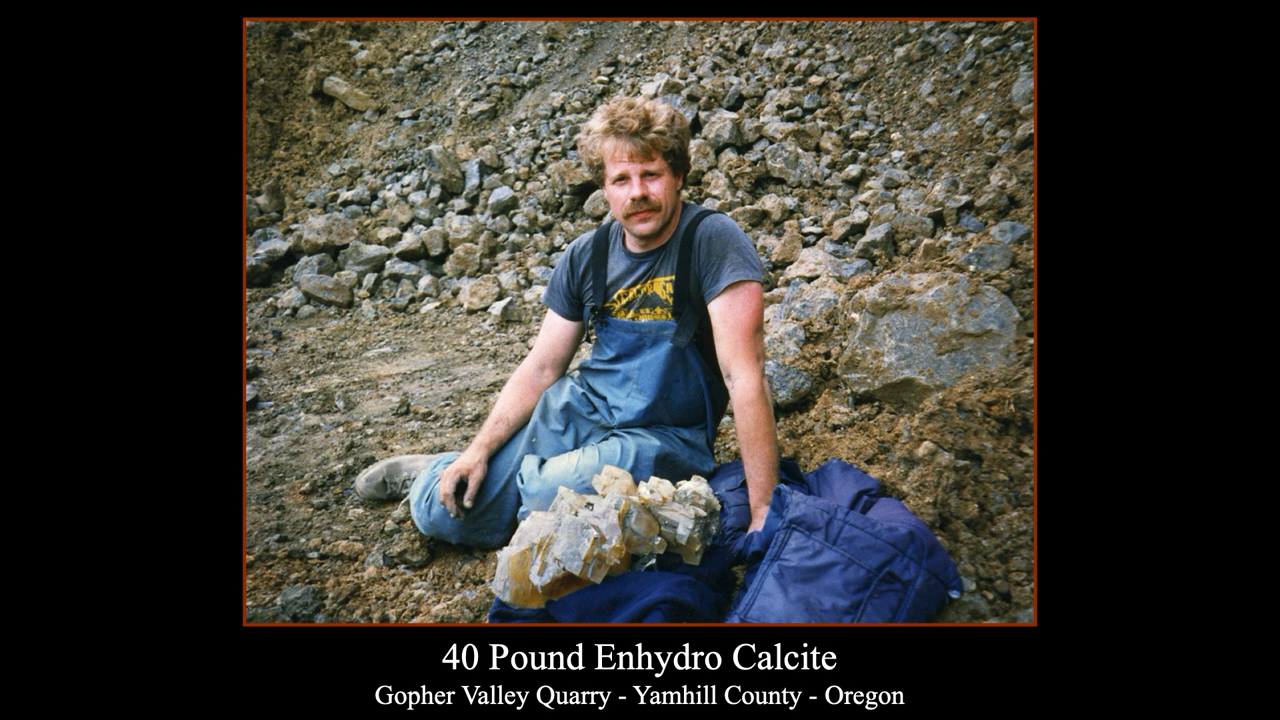 40 Pound Enhydro Calcite
Gopher Valley Quarry - Yamhill County - Oregon